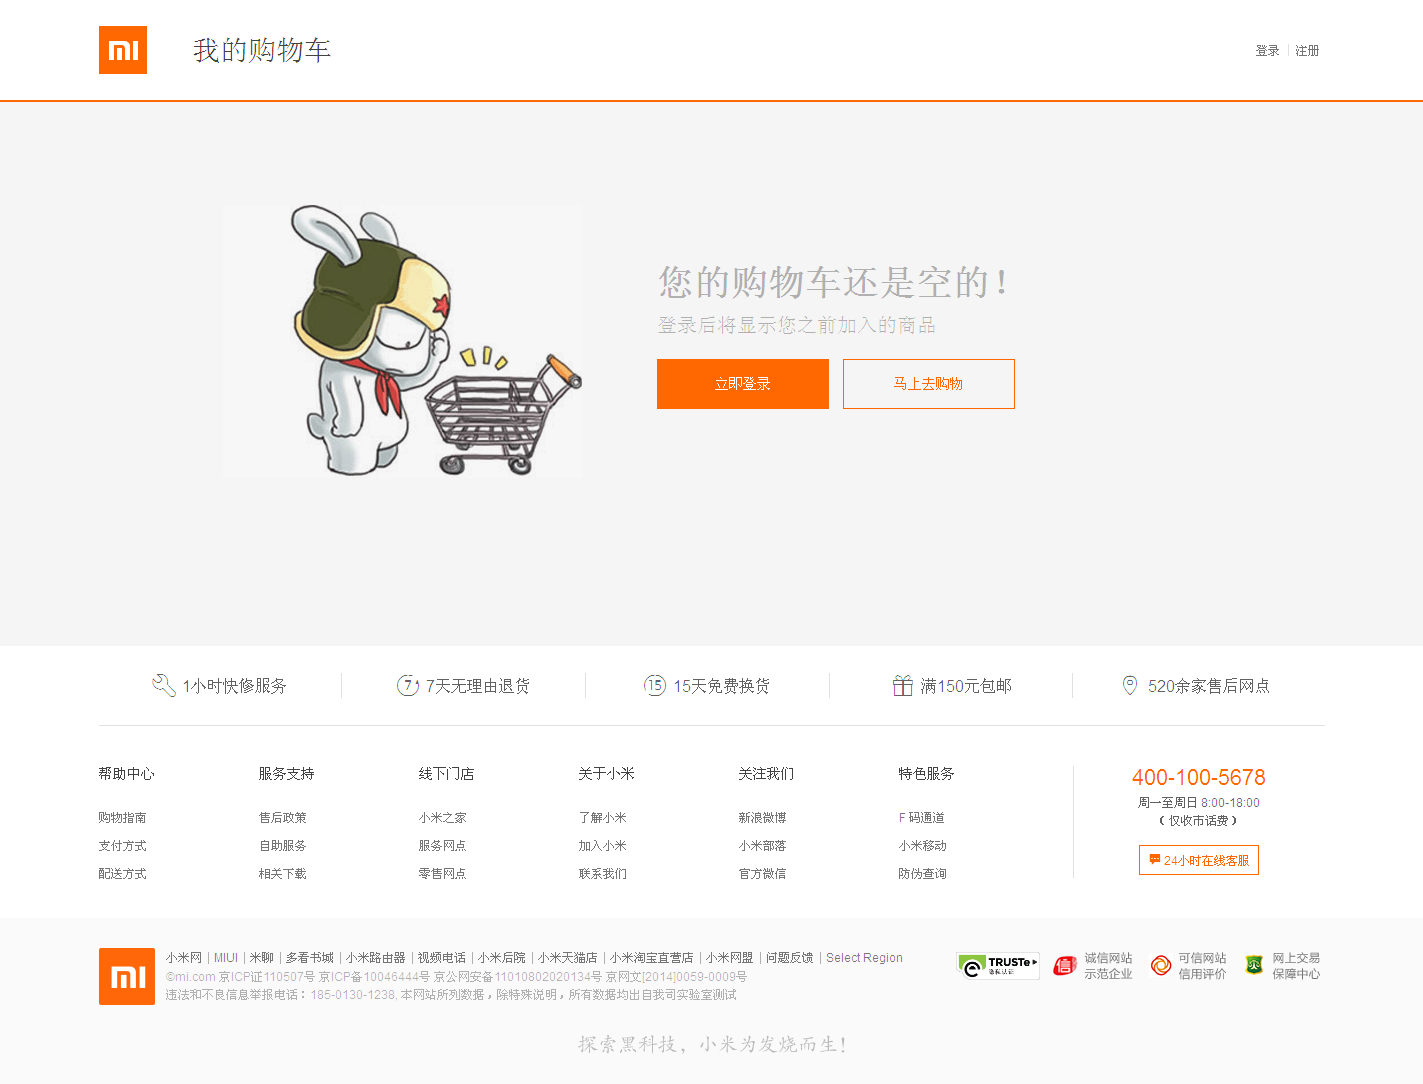 mi 我的购物车 登录 | 注册
您的购物车还是空的！
登录后将显示您之前加入的商品
立即登录 马上去购物
1小时快修服务 7 7天无理由退货 15 15天免费换货 满150元包邮 520余家售后网点
帮助中心 服务支持 线下门店 关于小米 关注我们 特色服务 400-100-5678
周一至周日 8:00-18:00
购物指南 售后政策 小米之家 了解小米 新浪微博 F 码通道 （仅收市话费）
支付方式 自助服务 服务网点 加入小米 小米部落 小米移动
配送方式 相关下载 零售网点 联系我们 官方微信 防伪查询 24小时在线客服
mi 小米网 | MIUI | 米聊 | 多看书城 | 小米路由器 | 视频电话 | 小米后院 | 小米天猫店 | 小米淘宝直营店 | 小米网盟 | 问题反馈 | Select Region
©mi.com 京ICP证110507号 京ICP备10046444号 京公网安备11010802020134号 京网文[2014]0059-0009号
违法和不良信息举报电话：185-0130-1238, 本网站所列数据，除特殊说明，所有数据均出自我司实验室测试
TRUSTe
隐私认证
信 诚信网站
示范企业
可信网站
信用评价
网上交易
保障中心
探索黑科技，小米为发烧而生！